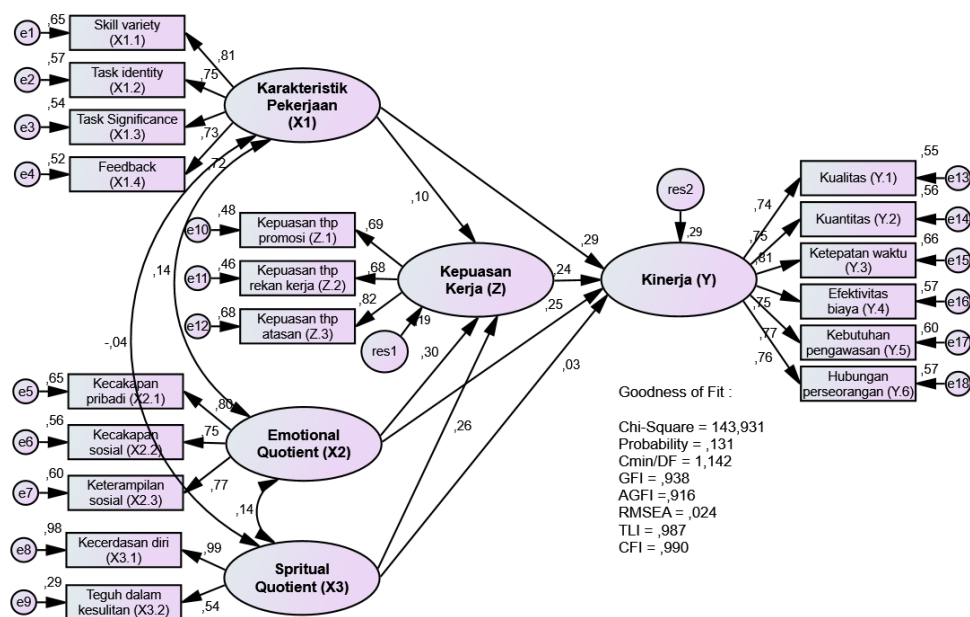 ,65
e1
Skill variety
(X1.1)
,57
e2
Task identity
(X1.2)
,54
e3
Task Significance
(X1.3)
,52
e4
Feedback
(X1.4)
,81
,75
,73
,72
Karakteristik
Pekerjaan
(X1)
,48
e10
Kepuasan thp
promosi (Z.1)
,46
e11
Kepuasan thp
rekan kerja (Z.2)
,68
e12
Kepuasan thp
atasan (Z.3)
,69
,68
,82
Kepuasan
Kerja (Z)
,19
res1
,10
,29
,24
,25
,30
,26
,03
,14
-,04
,14
res2
,29
Kinerja (Y)
,74
,75
,81
,75
,77
,76
,55
Kualitas (Y.1)
e13
,56
Kuantitas (Y.2)
e14
,66
Ketepatan waktu
(Y.3)
e15
,57
Efektivitas
biaya (Y.4)
e16
,60
Kebutuhan
pengawasan (Y.5)
e17
,57
Hubungan
perseorangan (Y.6)
e18
,65
e5
Kecakapan
pribadi (X2.1)
,56
e6
Kecakapan
sosial (X2.2)
,60
e7
Keterampilan
sosial (X2.3)
,80
,75
,77
Emotional
Quotient (X2)
,98
e8
Kecerdasan diri
(X3.1)
,29
e9
Teguh dalam
kesulitan (X3.2)
,99
,54
Spritual
Quotient (X3)
Goodness of Fit :
Chi-Square = 143,931
Probability = ,131
Cmin/DF = 1,142
GFI = ,938
AGFI =,916
RMSEA = ,024
TLI = ,987
CFI = ,990